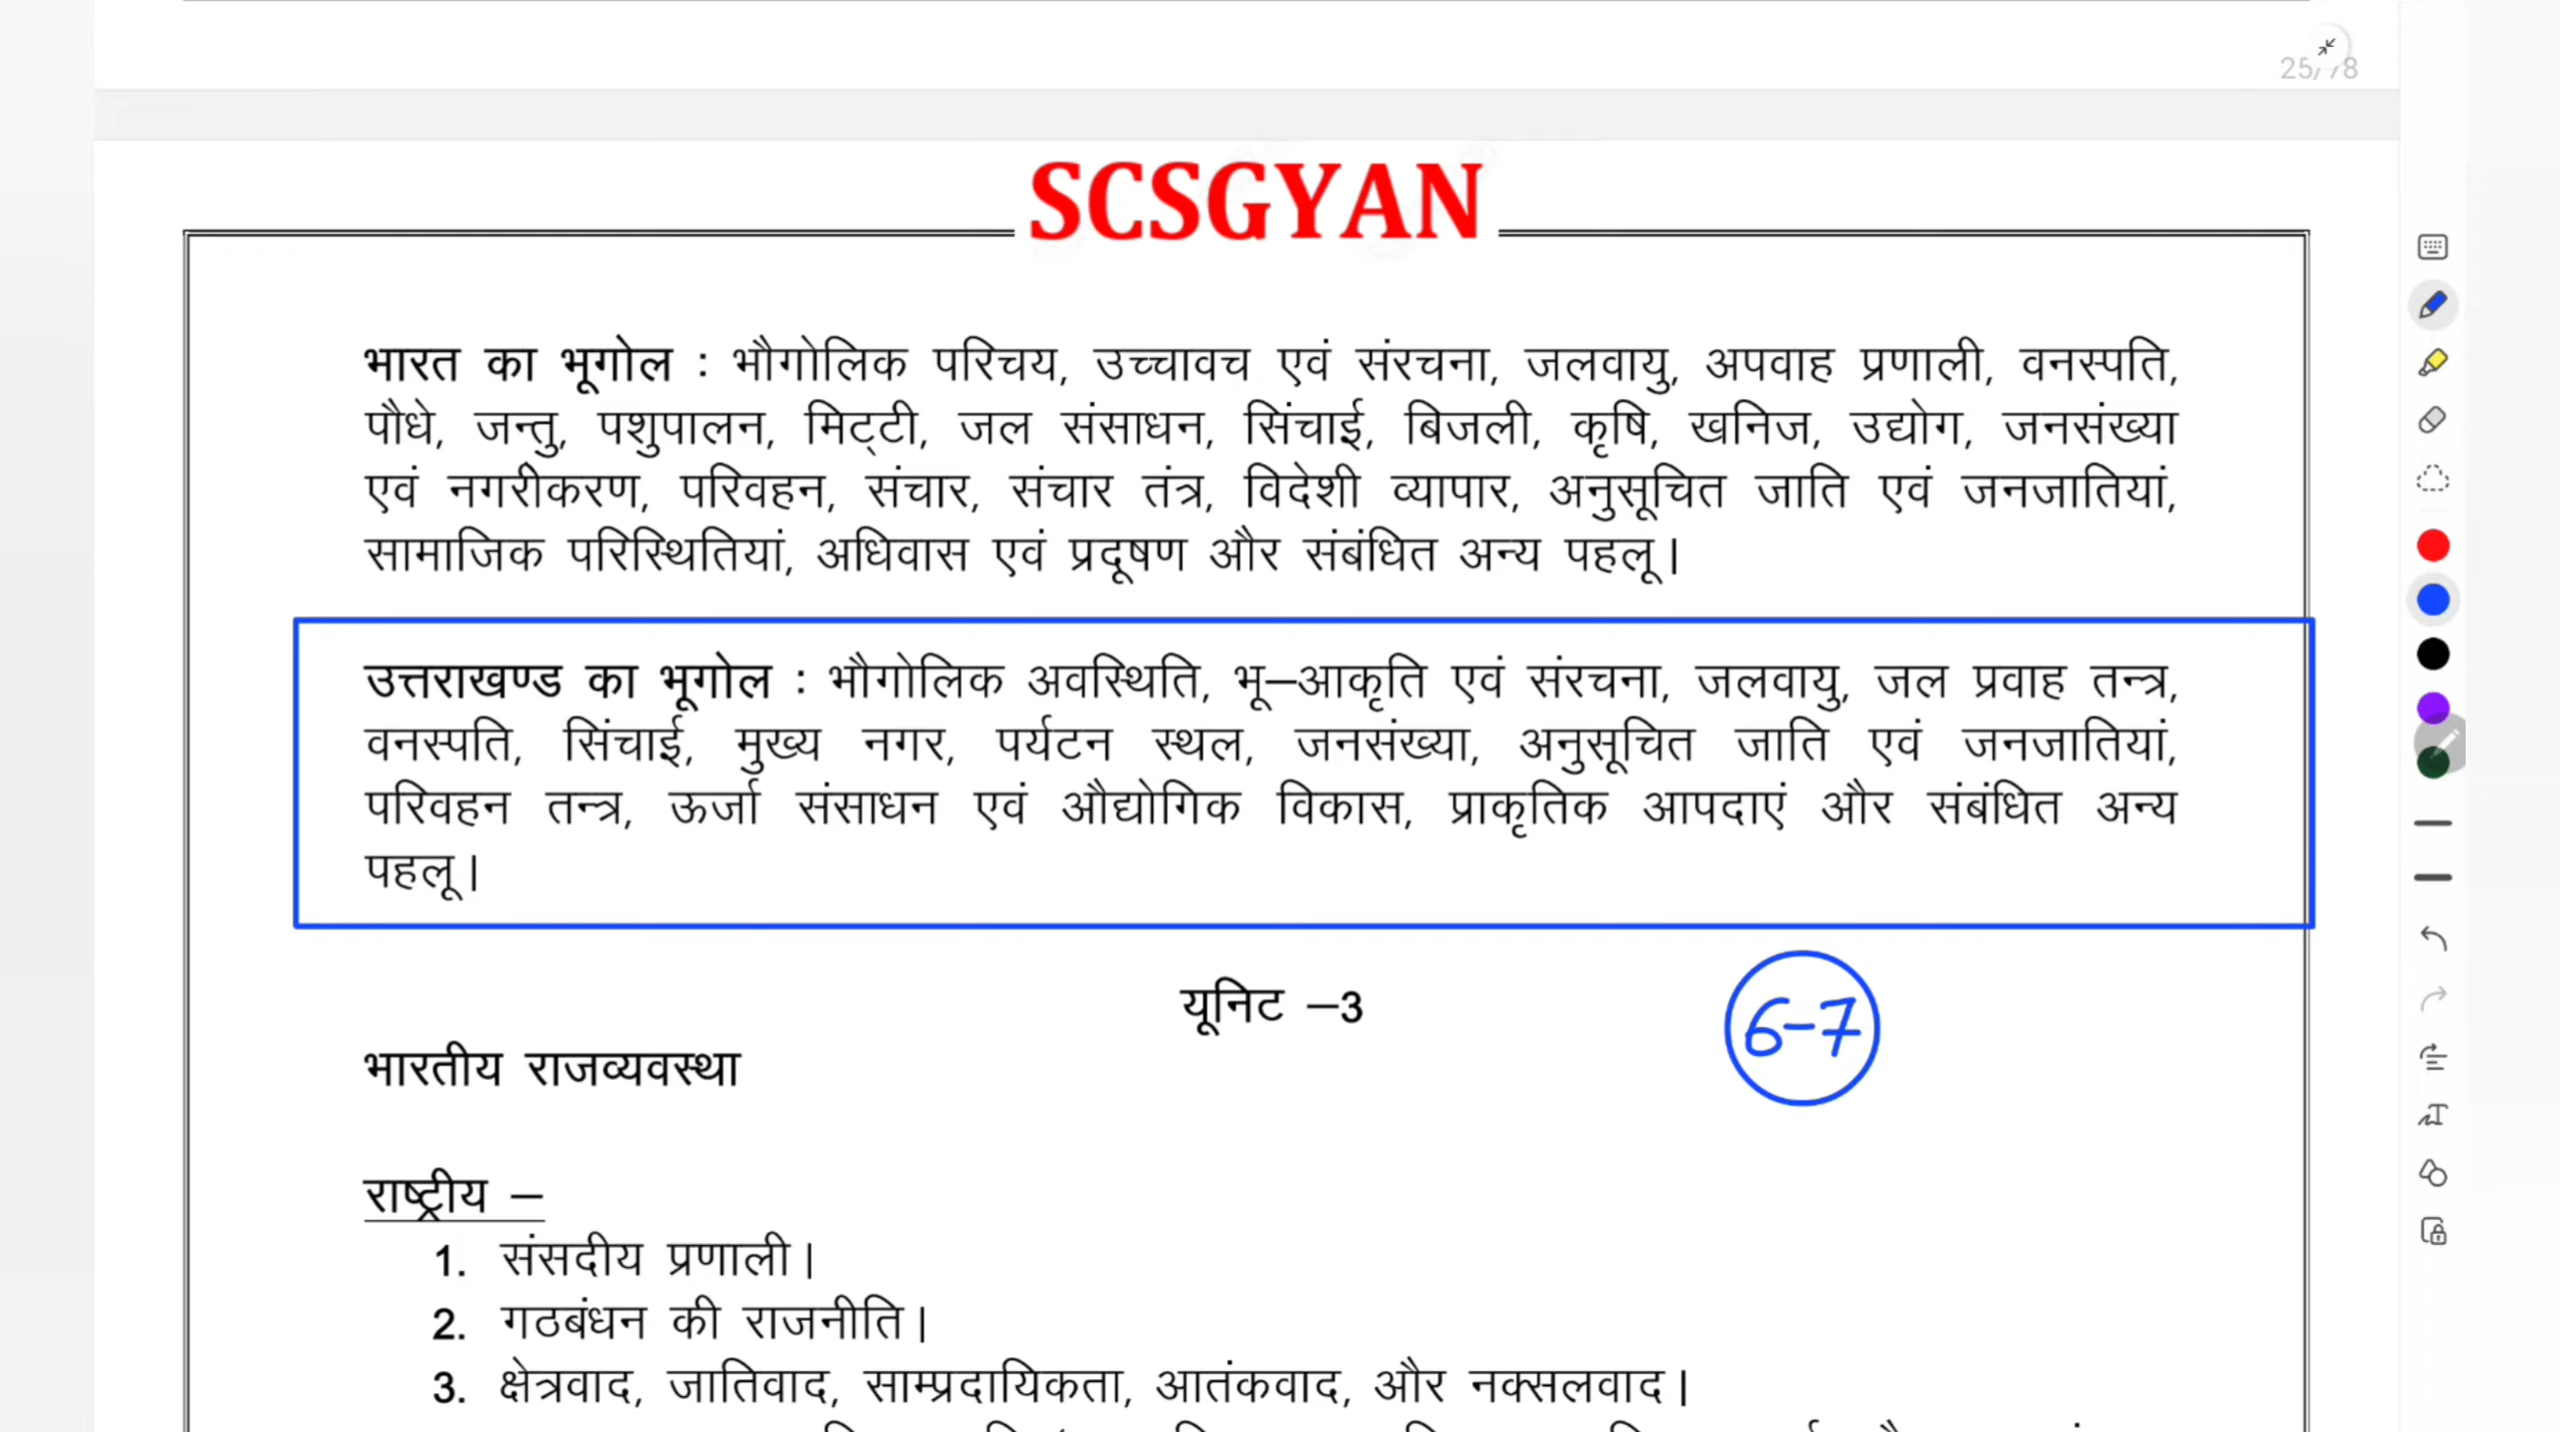 25/78
SCSGYAN
भारत का भूगोल : भौगोलिक परिचय, उच्चावच एवं संरचना, जलवायु, अपवाह प्रणाली, वनस्पति,
पौधे, जन्तु, पशुपालन, मिट्टी, जल संसाधन, सिंचाई, बिजली, कृषि, खनिज, उद्योग, जनसंख्या
एवं नगरीकरण, परिवहन, संचार, संचार तंत्र, विदेशी व्यापार, अनुसूचित जाति एवं जनजातियां,
सामाजिक परिस्थितियां, अधिवास एवं प्रदूषण और संबंधित अन्य पहलू।
उत्तराखण्ड का भूगोल : भौगोलिक अवस्थिति, भू–आकृति एवं संरचना, जलवायु, जल प्रवाह तन्त्र,
वनस्पति, सिंचाई, मुख्य नगर, पर्यटन स्थल, जनसंख्या, अनुसूचित जाति एवं जनजातियां,
परिवहन तन्त्र, ऊर्जा संसाधन एवं औद्योगिक विकास, प्राकृतिक आपदाएं और संबंधित अन्य
पहलू।
यूनिट –3
6-7
भारतीय राजव्यवस्था
राष्ट्रीय –
1. संसदीय प्रणाली।
2. गठबंधन की राजनीति।
3. क्षेत्रवाद, जातिवाद, साम्प्रदायिकता, आतंकवाद, और नक्सलवाद।